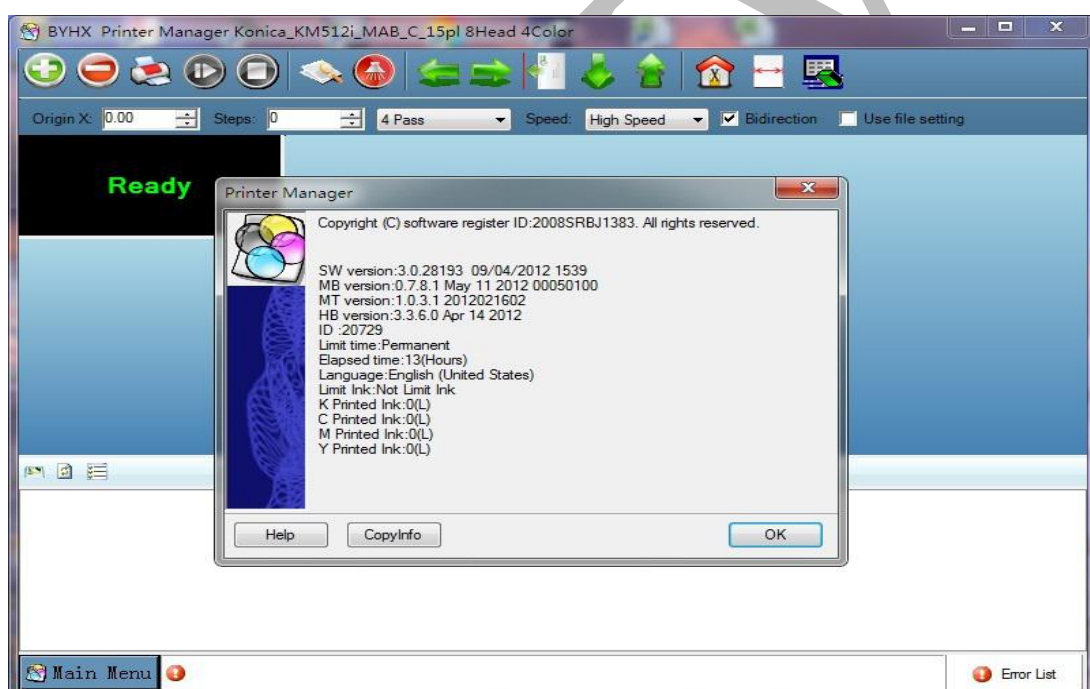 BYHX Printer Manager Konica_KM512i_MAB_C_15pl 8Head 4Color
Origin X: 0.00 Steps: 0 4 Pass Speed: High Speed Bidirection Use file setting
Ready
Printer Manager
Copyright (C) software register ID:2008SRBJ1383. All rights reserved.
SW version:3.0.28193 09/04/2012 1539
MB version:0.7.8.1 May 11 2012 00050100
MT version:1.0.3.1 2012021602
HB version:3.3.6.0 Apr 14 2012
ID :20729
Limit time:Permanent
Elapsed time:13(Hours)
Language:English (United States)
Limit Ink:Not Limit Ink
K Printed Ink:0(L)
C Printed Ink:0(L)
M Printed Ink:0(L)
Y Printed Ink:0(L)
Help CopyInfo OK
Main Menu Error List